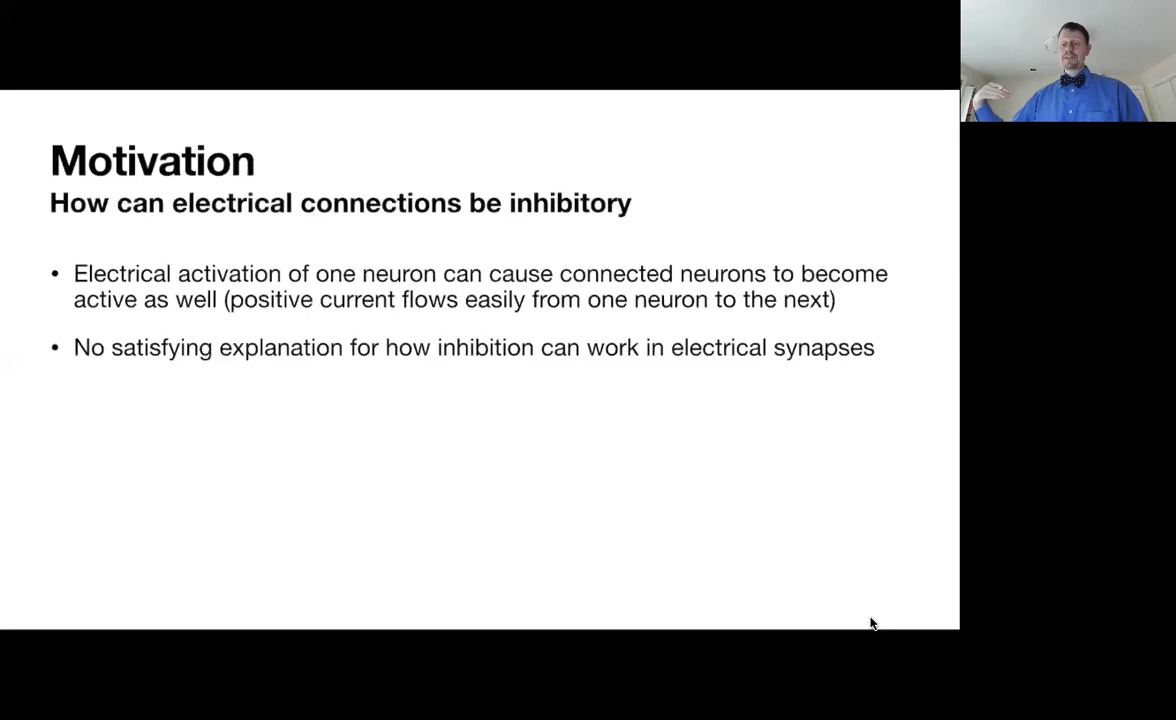 Motivation
How can electrical connections be inhibitory
• Electrical activation of one neuron can cause connected neurons to become
active as well (positive current flows easily from one neuron to the next)
• No satisfying explanation for how inhibition can work in electrical synapses